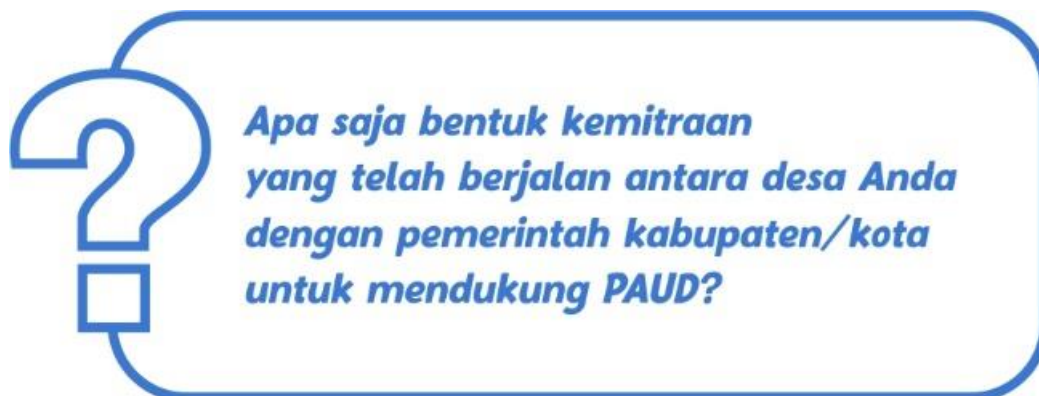 Apa saja bentuk kemitraan
yang telah berjalan antara desa Anda
dengan pemerintah kabupaten/kota
untuk mendukung PAUD?